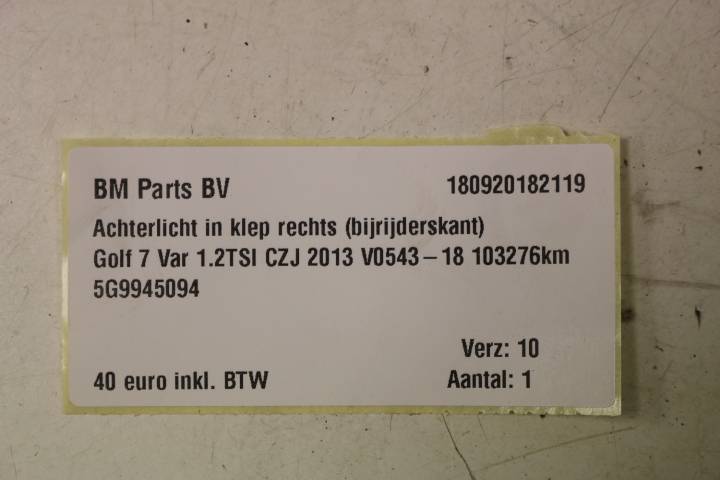 BM Parts BV 180920182119
Achterlicht in klep rechts (bijrijderskant)
Golf 7 Var 1.2TSI CZJ 2013 V0543-18 103276km
5G9945094
Verz: 10
40 euro inkl. BTW Aantal: 1